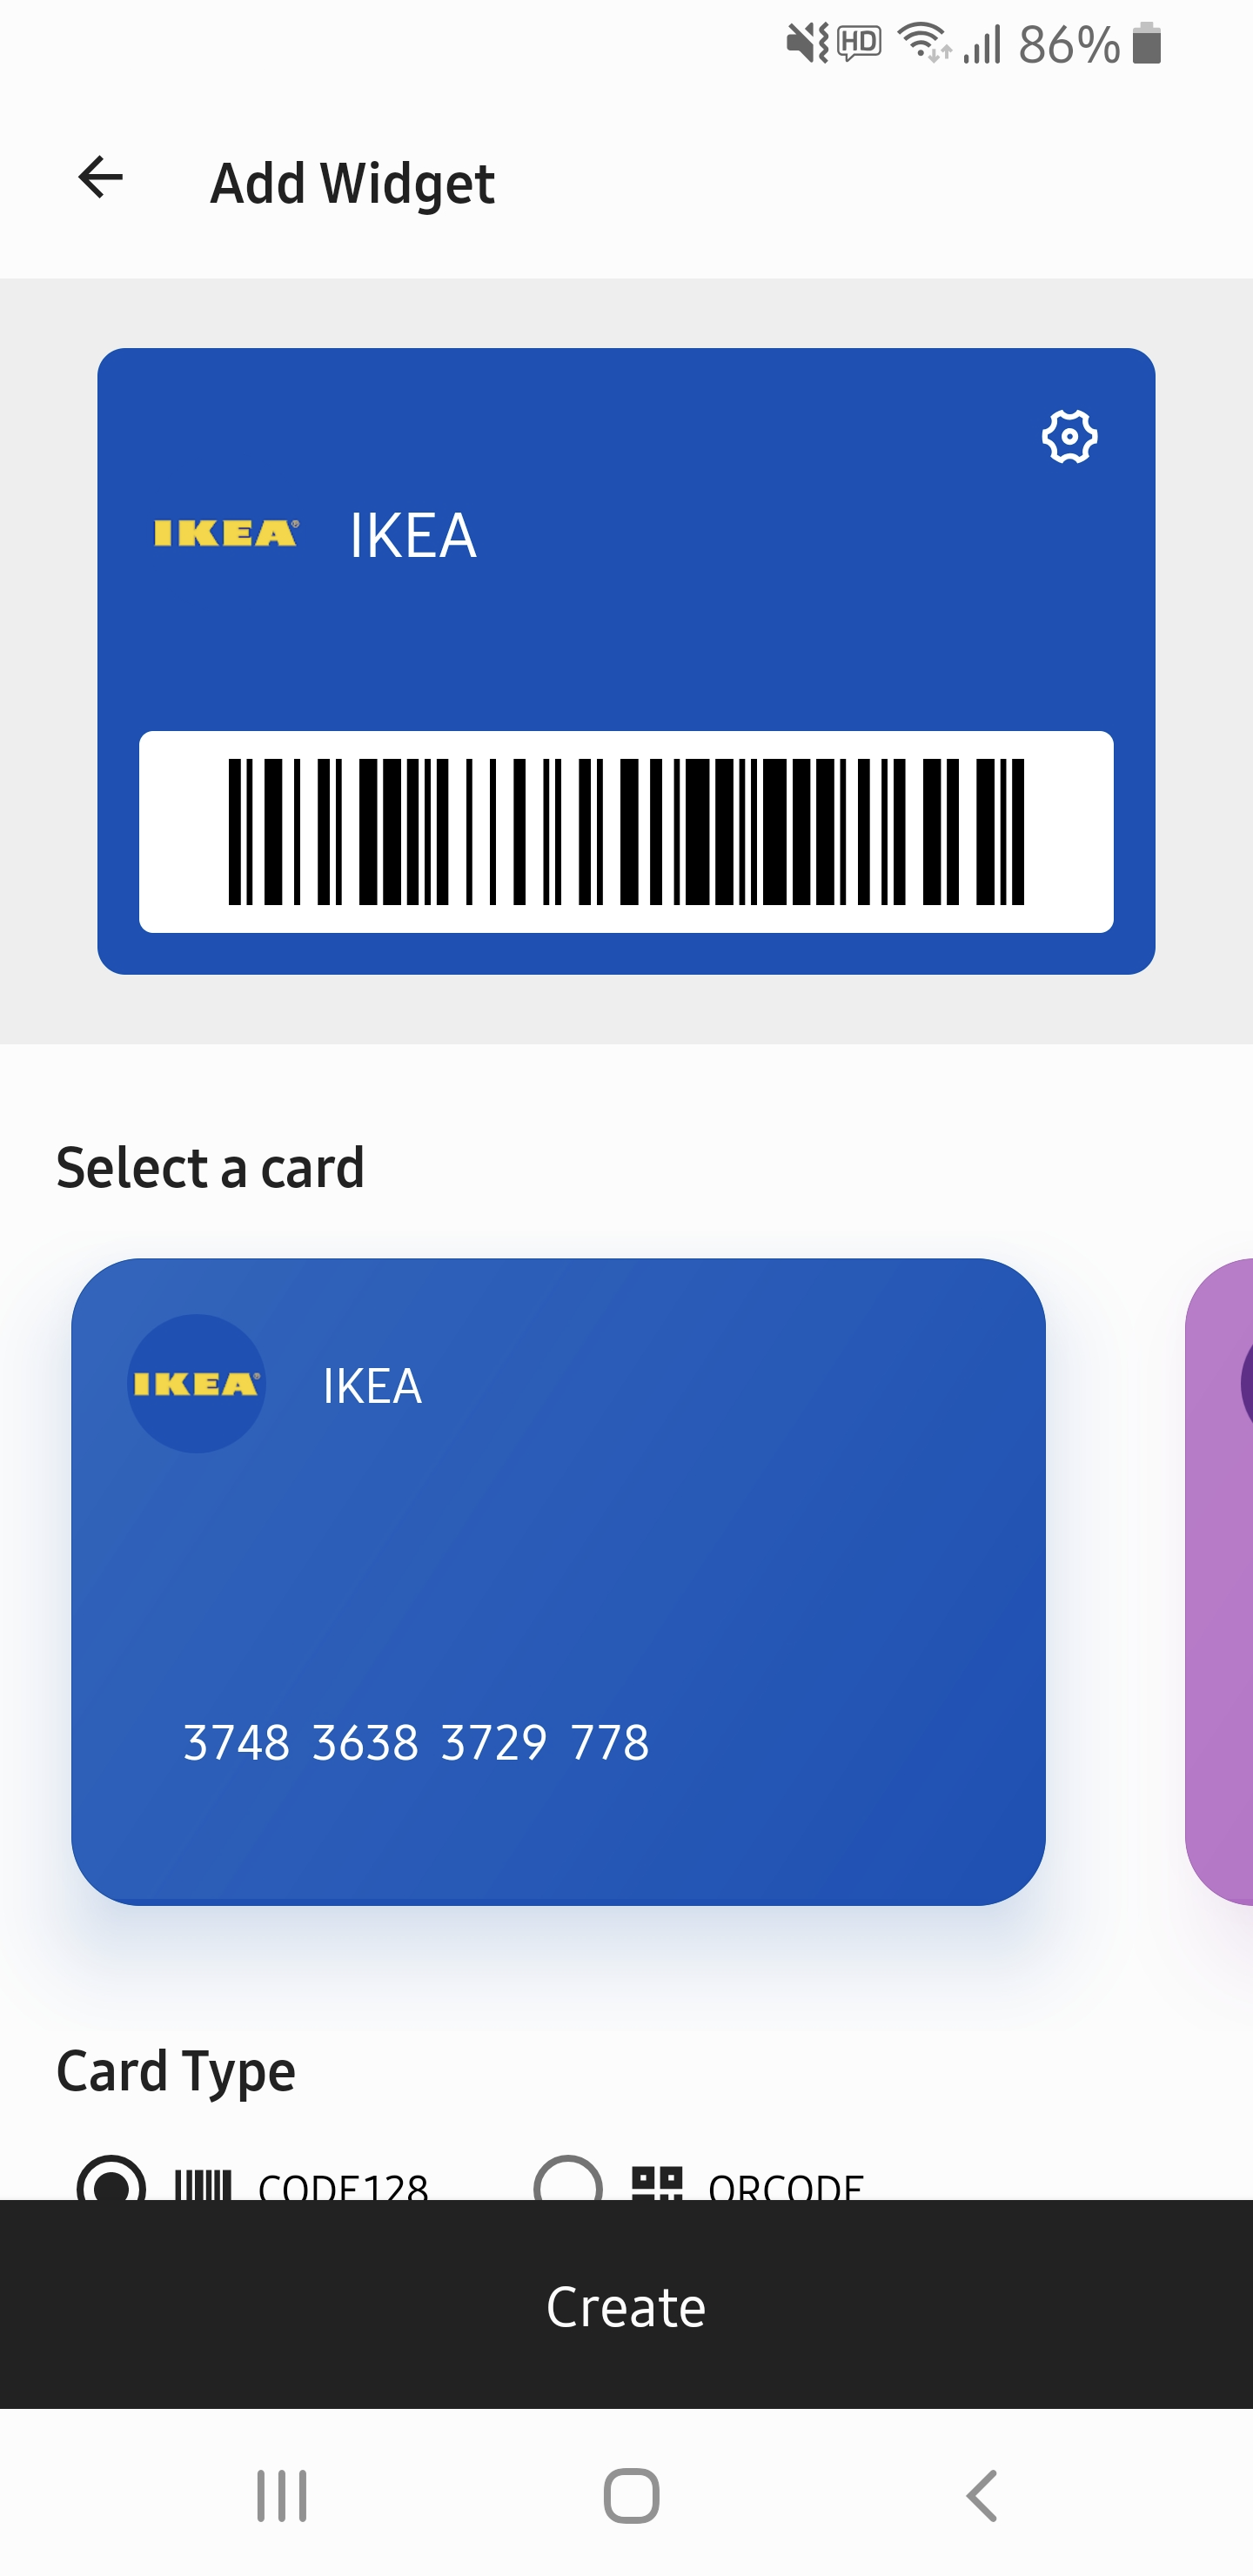 HD 86%
Add Widget
IKEA® IKEA
Select a card
IKEA® IKEA
3748 3638 3729 778
Card Type
CODE128 QRCODE
Create